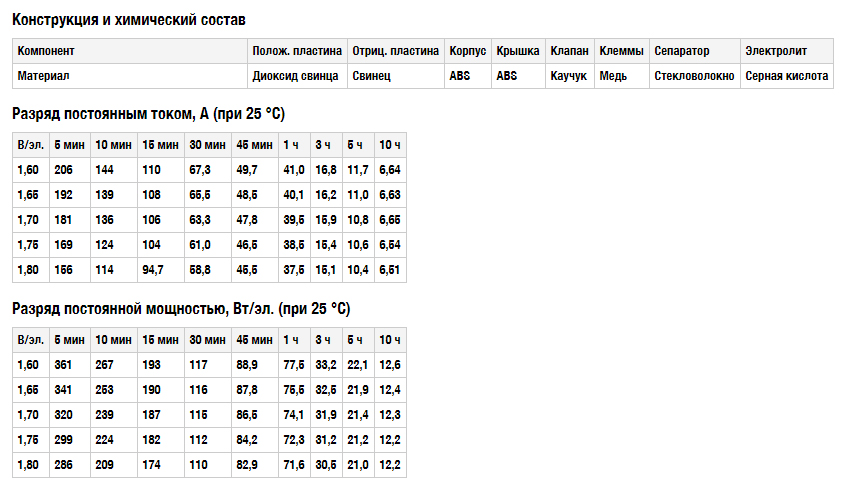 Конструкция и химический состав
Компонент Полож. пластина Отриц. пластина Корпус Крышка Клапан Клеммы Сепаратор Электролит
Материал Диоксид свинца Свинец ABS ABS Каучук Медь Стекловолокно Серная кислота
Разряд постоянным током, А (при 25 °C)
В/эл. 5 мин 10 мин 15 мин 30 мин 45 мин 1 ч 3 ч 5 ч 10 ч
1,60 206 144 110 67,3 49,7 41,0 16,8 11,7 6,64
1,65 192 139 108 65,5 48,5 40,1 16,2 11,0 6,63
1,70 181 136 106 63,3 47,8 39,5 15,9 10,8 6,55
1,75 169 124 104 61,0 46,5 38,5 15,4 10,6 6,54
1,80 156 114 94,7 58,8 45,5 37,5 15,1 10,4 6,51
Разряд постоянной мощностью, Вт/эл. (при 25 °C)
В/эл. 5 мин 10 мин 15 мин 30 мин 45 мин 1 ч 3 ч 5 ч 10 ч
1,60 361 267 193 117 88,9 77,5 33,2 22,1 12,6
1,65 341 253 190 116 87,8 75,5 32,5 21,9 12,4
1,70 320 239 187 115 86,5 74,1 31,9 21,4 12,3
1,75 299 224 182 112 84,2 72,3 31,2 21,2 12,2
1,80 286 209 174 110 82,9 71,6 30,5 21,0 12,2